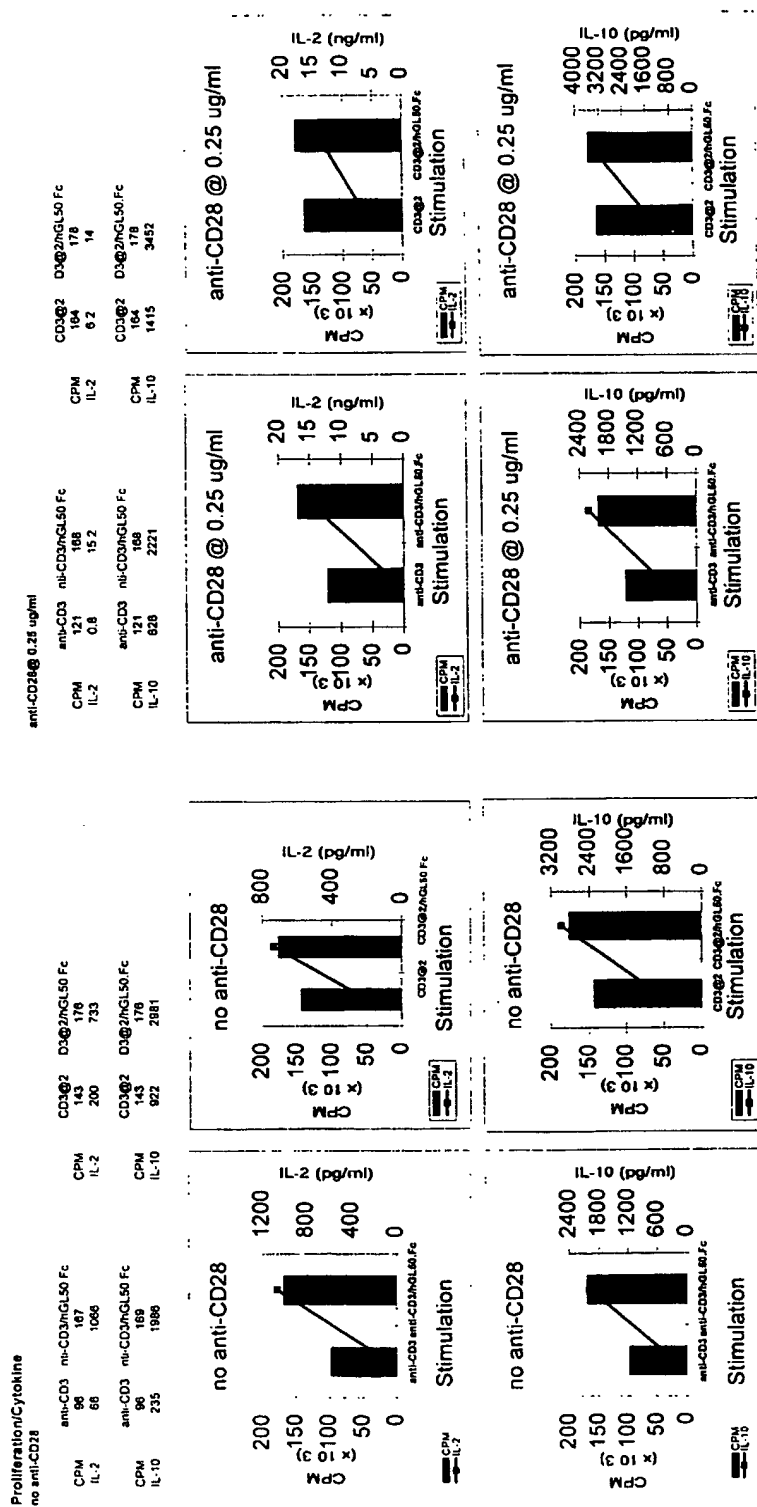 Proliferation/Cytokine
no anti-CD28
anti-CD3 nti-CD3/hGL50 Fc
CPM 96 167
IL-2 66 1066
anti-CD3 nti-CD3/hGL50 Fc
CPM 96 169
IL-10 235 1986
CD3@2 D3@2/hGL50 Fc
CPM 143 176
IL-2 200 733
CD3@2 D3@2/hGL50.Fc
CPM 143 176
IL-10 922 2981
anti-CD28@ 0.25 ug/ml
anti-CD3 nti-CD3/hGL50 Fc
CPM 121 168
IL-2 0.8 15.2
anti-CD3 nti-CD3/hGL50 Fc
CPM 121 168
IL-10 628 2221
CD3@2 D3@2/hGL50 Fc
CPM 164 178
IL-2 6 2 14
CD3@2 D3@2/hGL50.Fc
CPM 164 178
IL-10 1415 3452
no anti-CD28
CPM (x 10 3)
200 150 100 50 0
IL-2 (pg/ml)
1200 800 400 0
anti-CD3 anti-CD3/hGL50.Fc
Stimulation
CPM
IL-2
no anti-CD28
CPM (x 10 3)
200 150 100 50 0
IL-2 (pg/ml)
800 400 0
CD3@2 CD3@2/hGL50 Fc
Stimulation
CPM
IL-2
anti-CD28 @ 0.25 ug/ml
CPM (x 10 3)
200 150 100 50 0
IL-2 (ng/ml)
20 15 10 5 0
anti-CD3 anti-CD3/hGL50.Fc
Stimulation
CPM
IL-2
anti-CD28 @ 0.25 ug/ml
CPM (x 10 3)
200 150 100 50 0
IL-2 (ng/ml)
20 15 10 5 0
CD3@2 CD3@2/hGL50.Fc
Stimulation
CPM
IL-2
no anti-CD28
CPM (x 10 3)
200 150 100 50 0
IL-10 (pg/ml)
2400 1800 1200 600 0
anti-CD3 anti-CD3/hGL50.Fc
Stimulation
CPM
IL-10
no anti-CD28
CPM (x 10 3)
200 150 100 50 0
IL-10 (pg/ml)
3200 2400 1600 800 0
CD3@2 CD3@2/hGL50.Fc
Stimulation
CPM
IL-10
anti-CD28 @ 0.25 ug/ml
CPM (x 10 3)
200 150 100 50 0
IL-10 (pg/ml)
2400 1800 1200 600 0
anti-CD3 anti-CD3/hGL50.Fc
Stimulation
CPM
IL-10
anti-CD28 @ 0.25 ug/ml
CPM (x 10 3)
200 150 100 50 0
IL-10 (pg/ml)
4000 3200 2400 1600 800 0
CD3@2 CD3@2/hGL50.Fc
Stimulation
CPM
IL-10